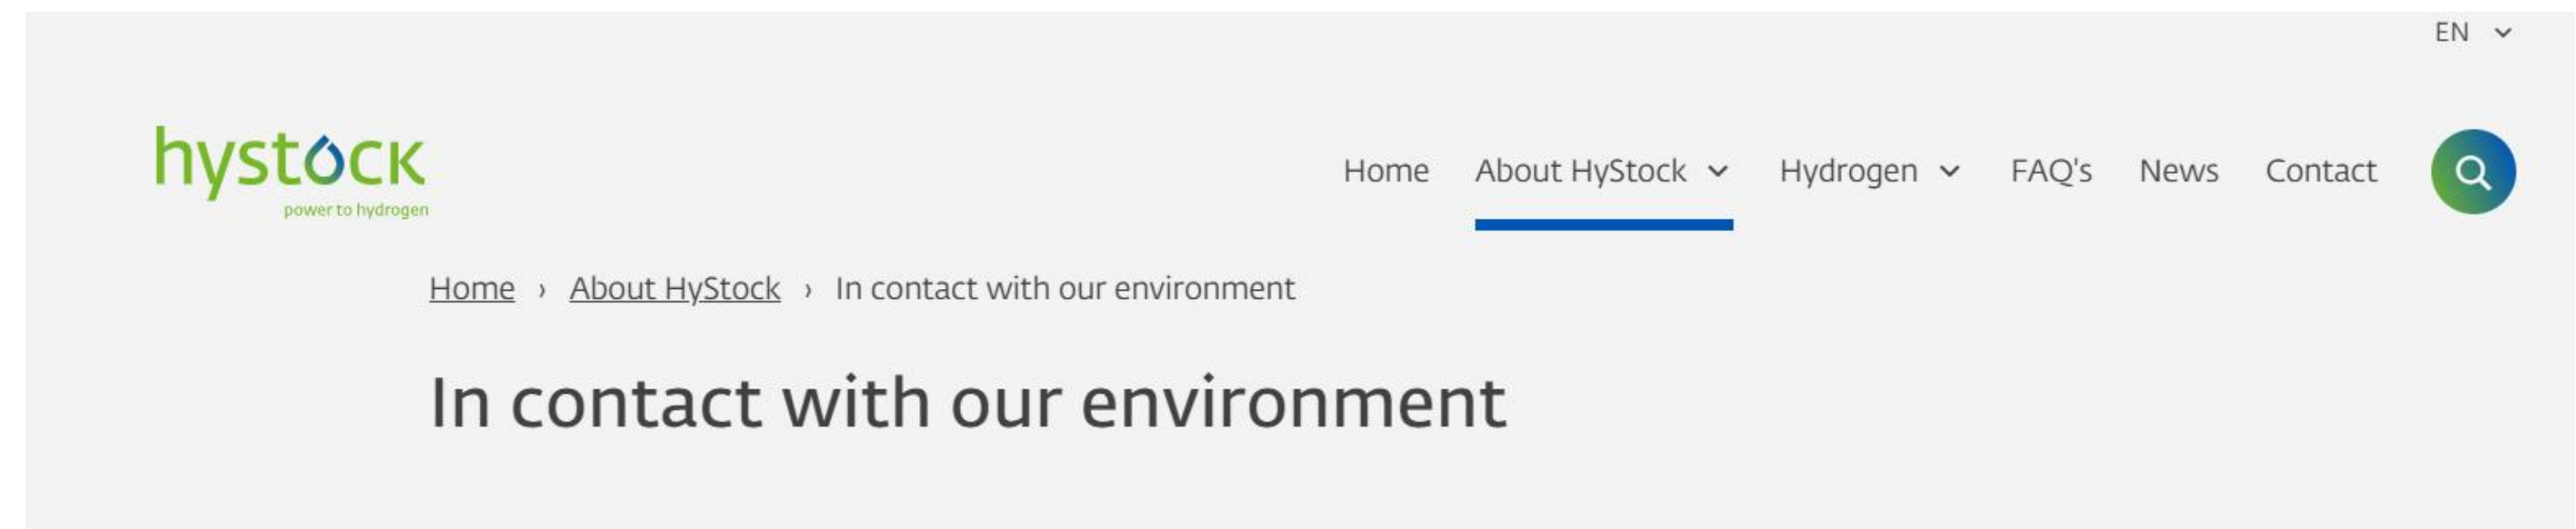 EN
hystock
power to hydrogen
Home About HyStock Hydrogen FAQ's News Contact
Home › About HyStock › In contact with our environment
In contact with our environment